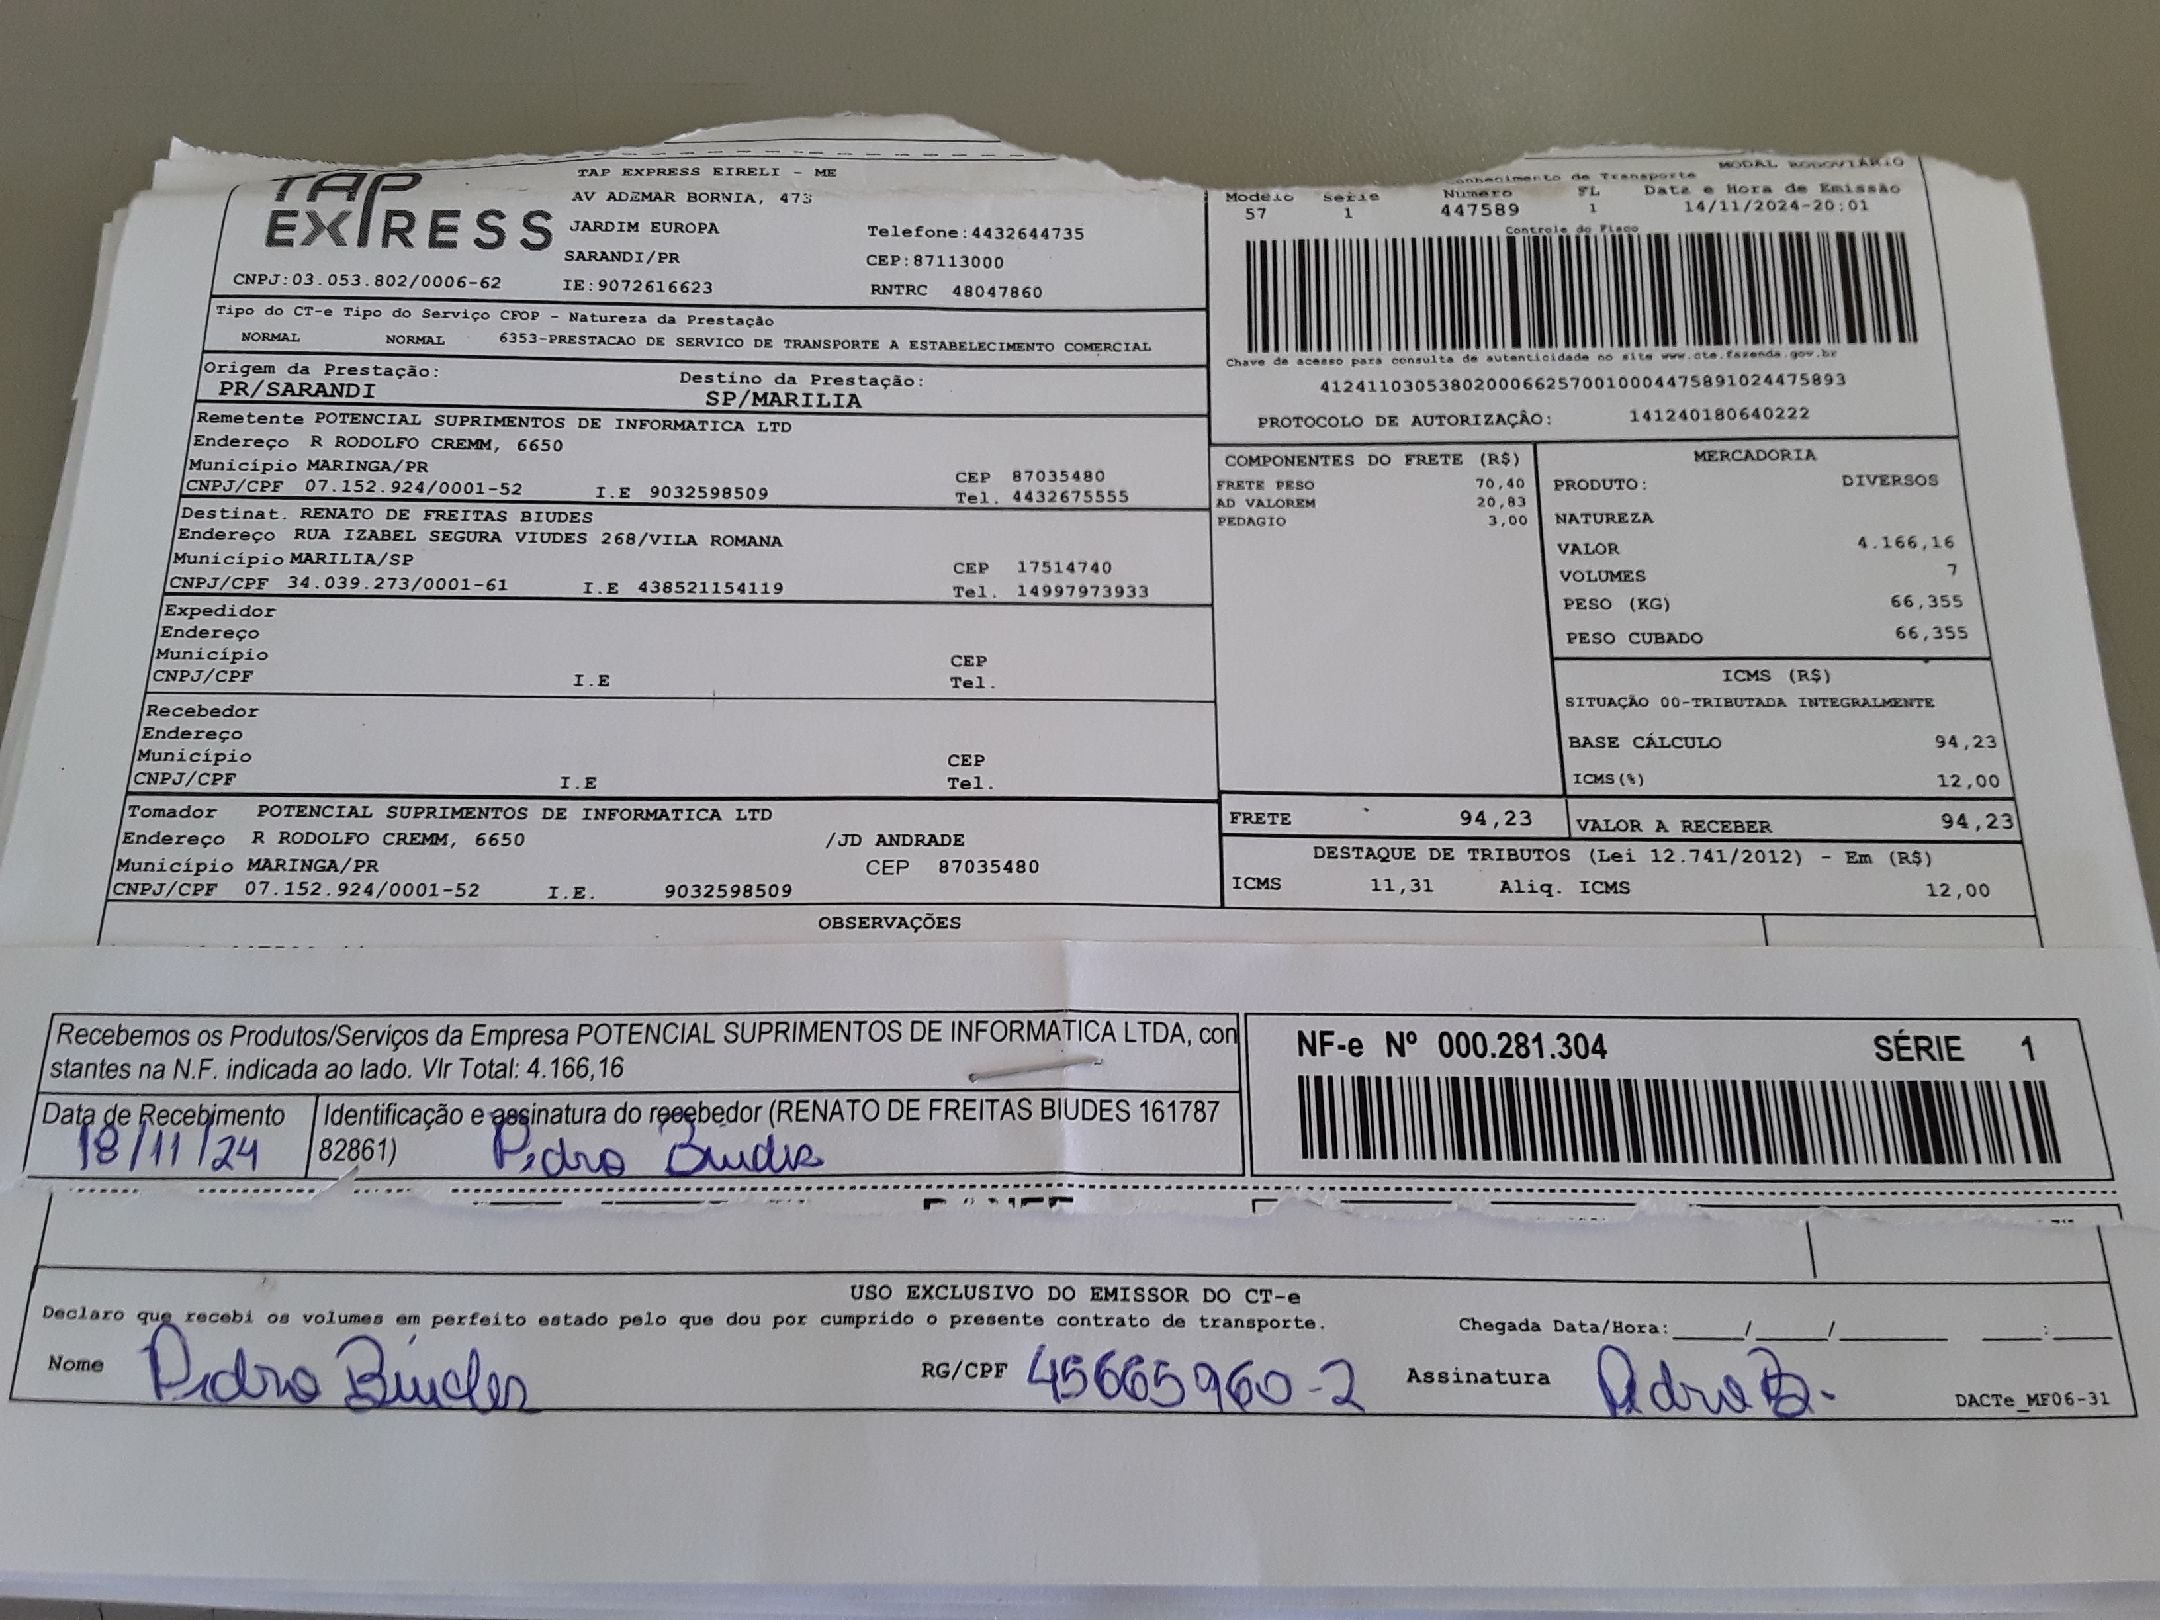 MODAL RODOVIÁRIO
TAP EXPRESS
TAP EXPRESS EIRELI - ME
AV ADEMAR BORNIA, 473
JARDIM EUROPA Telefone:4432644735
SARANDI/PR CEP:87113000
CNPJ:03.053.802/0006-62 IE:9072616623 RNTRC 48047860
Conhecimento de Transporte
Modelo Serie Número FL Data e Hora de Emissão
57 1 447589 1 14/11/2024-20:01
Controle do Fisco
Chave de acesso para consulta de autenticidade no site www.cte.fazenda.gov.br
41241103053802000662570010004475891024475893
PROTOCOLO DE AUTORIZAÇÂO: 141240180640222
Tipo do CT-e Tipo do Serviço CFOP - Natureza da Prestação
NORMAL NORMAL 6353-PRESTACAO DE SERVICO DE TRANSPORTE A ESTABELECIMENTO COMERCIAL
Origem da Prestação: Destino da Prestação:
PR/SARANDI SP/MARILIA
Remetente POTENCIAL SUPRIMENTOS DE INFORMATICA LTD
Endereço R RODOLFO CREMM, 6650
Município MARINGA/PR CEP 87035480
CNPJ/CPF 07.152.924/0001-52 I.E 9032598509 Tel. 4432675555
Destinat. RENATO DE FREITAS BIUDES
Endereço RUA IZABEL SEGURA VIUDES 268/VILA ROMANA
Município MARILIA/SP CEP 17514740
CNPJ/CPF 34.039.273/0001-61 I.E 438521154119 Tel. 14997973933
Expedidor
Endereço
Município CEP
CNPJ/CPF I.E Tel.
Recebedor
Endereço
Município CEP
CNPJ/CPF I.E Tel.
Tomador POTENCIAL SUPRIMENTOS DE INFORMATICA LTD
Endereço R RODOLFO CREMM, 6650 /JD ANDRADE
Município MARINGA/PR CEP 87035480
CNPJ/CPF 07.152.924/0001-52 I.E. 9032598509
COMPONENTES DO FRETE (R$)
FRETE PESO 70,40
AD VALOREM 20,83
PEDAGIO 3,00
MERCADORIA
PRODUTO: DIVERSOS
NATUREZA
VALOR 4.166,16
VOLUMES 7
PESO (KG) 66,355
PESO CUBADO 66,355
ICMS (R$)
SITUAÇÃO 00-TRIBUTADA INTEGRALMENTE
BASE CÁLCULO 94,23
ICMS(%) 12,00
FRETE 94,23 VALOR A RECEBER 94,23
DESTAQUE DE TRIBUTOS (Lei 12.741/2012) - Em (R$)
ICMS 11,31 Aliq. ICMS 12,00
OBSERVAÇÕES
Recebemos os Produtos/Serviços da Empresa POTENCIAL SUPRIMENTOS DE INFORMATICA LTDA, con
stantes na N.F. indicada ao lado. Vlr Total: 4.166,16
NF-e Nº 000.281.304 SÉRIE 1
Data de Recebimento Identificação e assinatura do recebedor (RENATO DE FREITAS BIUDES 161787
82861)
18/11/24 Pedro Biudes
USO EXCLUSIVO DO EMISSOR DO CT-e
Declaro que recebi os volumes em perfeito estado pelo que dou por cumprido o presente contrato de transporte. Chegada Data/Hora:____/____/______ ___:____
Nome Pedro Biudes RG/CPF 45665960-2 Assinatura Pedro B.
DACTe_MF06-31